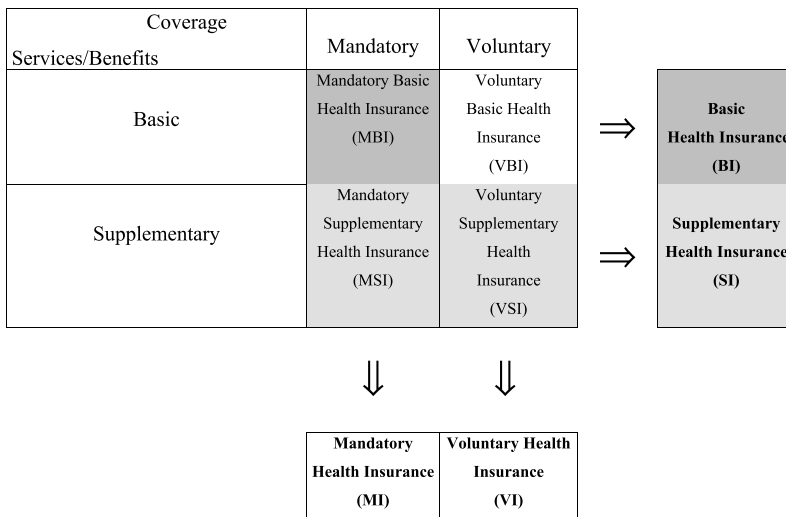 Coverage
Services/Benefits
Mandatory
Voluntary
Basic
Mandatory Basic
Health Insurance
(MBI)
Voluntary
Basic Health
Insurance
(VBI)
⇒
Basic
Health Insurance
(BI)
Supplementary
Mandatory
Supplementary
Health Insurance
(MSI)
Voluntary
Supplementary
Health
Insurance
(VSI)
⇒
Supplementary
Health Insurance
(SI)
⇓
⇓
Mandatory
Health Insurance
(MI)
Voluntary Health
Insurance
(VI)